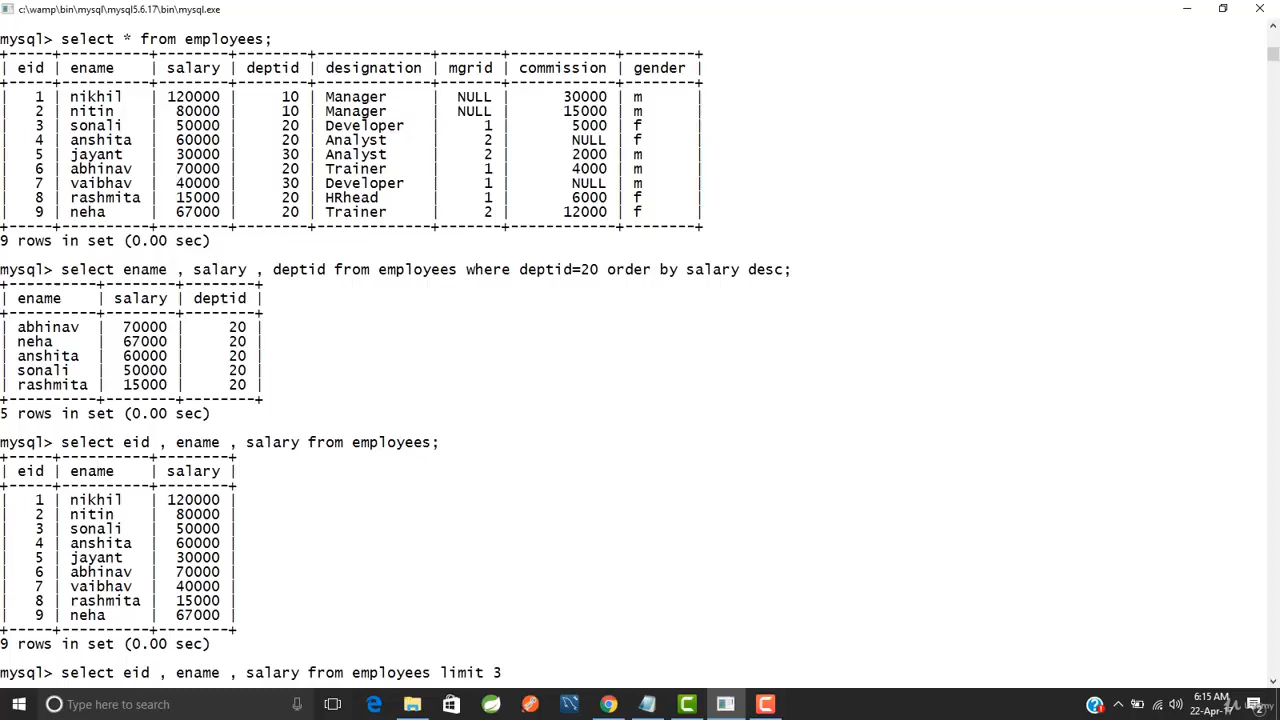 c:\wamp\bin\mysql\mysql5.6.17\bin\mysql.exe
mysql> select * from employees;
+-----+----------+--------+--------+-------------+-------+------------+--------+
| eid | ename    | salary | deptid | designation | mgrid | commission | gender |
+-----+----------+--------+--------+-------------+-------+------------+--------+
|   1 | nikhil   | 120000 |     10 | Manager     |  NULL |      30000 | m      |
|   2 | nitin    |  80000 |     10 | Manager     |  NULL |      15000 | m      |
|   3 | sonali   |  50000 |     20 | Developer   |     1 |       5000 | f      |
|   4 | anshita  |  60000 |     20 | Analyst     |     2 |       NULL | f      |
|   5 | jayant   |  30000 |     30 | Analyst     |     2 |       2000 | m      |
|   6 | abhinav  |  70000 |     20 | Trainer     |     1 |       4000 | m      |
|   7 | vaibhav  |  40000 |     30 | Developer   |     1 |       NULL | m      |
|   8 | rashmita |  15000 |     20 | HRhead      |     1 |       6000 | f      |
|   9 | neha     |  67000 |     20 | Trainer     |     2 |      12000 | f      |
+-----+----------+--------+--------+-------------+-------+------------+--------+
9 rows in set (0.00 sec)
mysql> select ename , salary , deptid from employees where deptid=20 order by salary desc;
+----------+--------+--------+
| ename    | salary | deptid |
+----------+--------+--------+
| abhinav  |  70000 |     20 |
| neha     |  67000 |     20 |
| anshita  |  60000 |     20 |
| sonali   |  50000 |     20 |
| rashmita |  15000 |     20 |
+----------+--------+--------+
5 rows in set (0.00 sec)
mysql> select eid , ename , salary from employees;
+-----+----------+--------+
| eid | ename    | salary |
+-----+----------+--------+
|   1 | nikhil   | 120000 |
|   2 | nitin    |  80000 |
|   3 | sonali   |  50000 |
|   4 | anshita  |  60000 |
|   5 | jayant   |  30000 |
|   6 | abhinav  |  70000 |
|   7 | vaibhav  |  40000 |
|   8 | rashmita |  15000 |
|   9 | neha     |  67000 |
+-----+----------+--------+
9 rows in set (0.00 sec)
mysql> select eid , ename , salary from employees limit 3
Type here to search
6:15 AM
22-Apr-